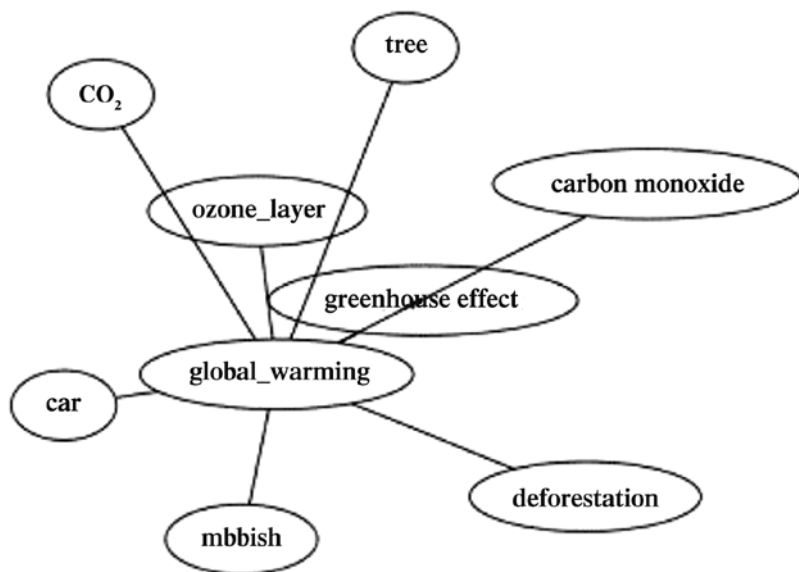 tree
CO₂
carbon monoxide
ozone_layer
greenhouse effect
global_warming
car
deforestation
mbbish